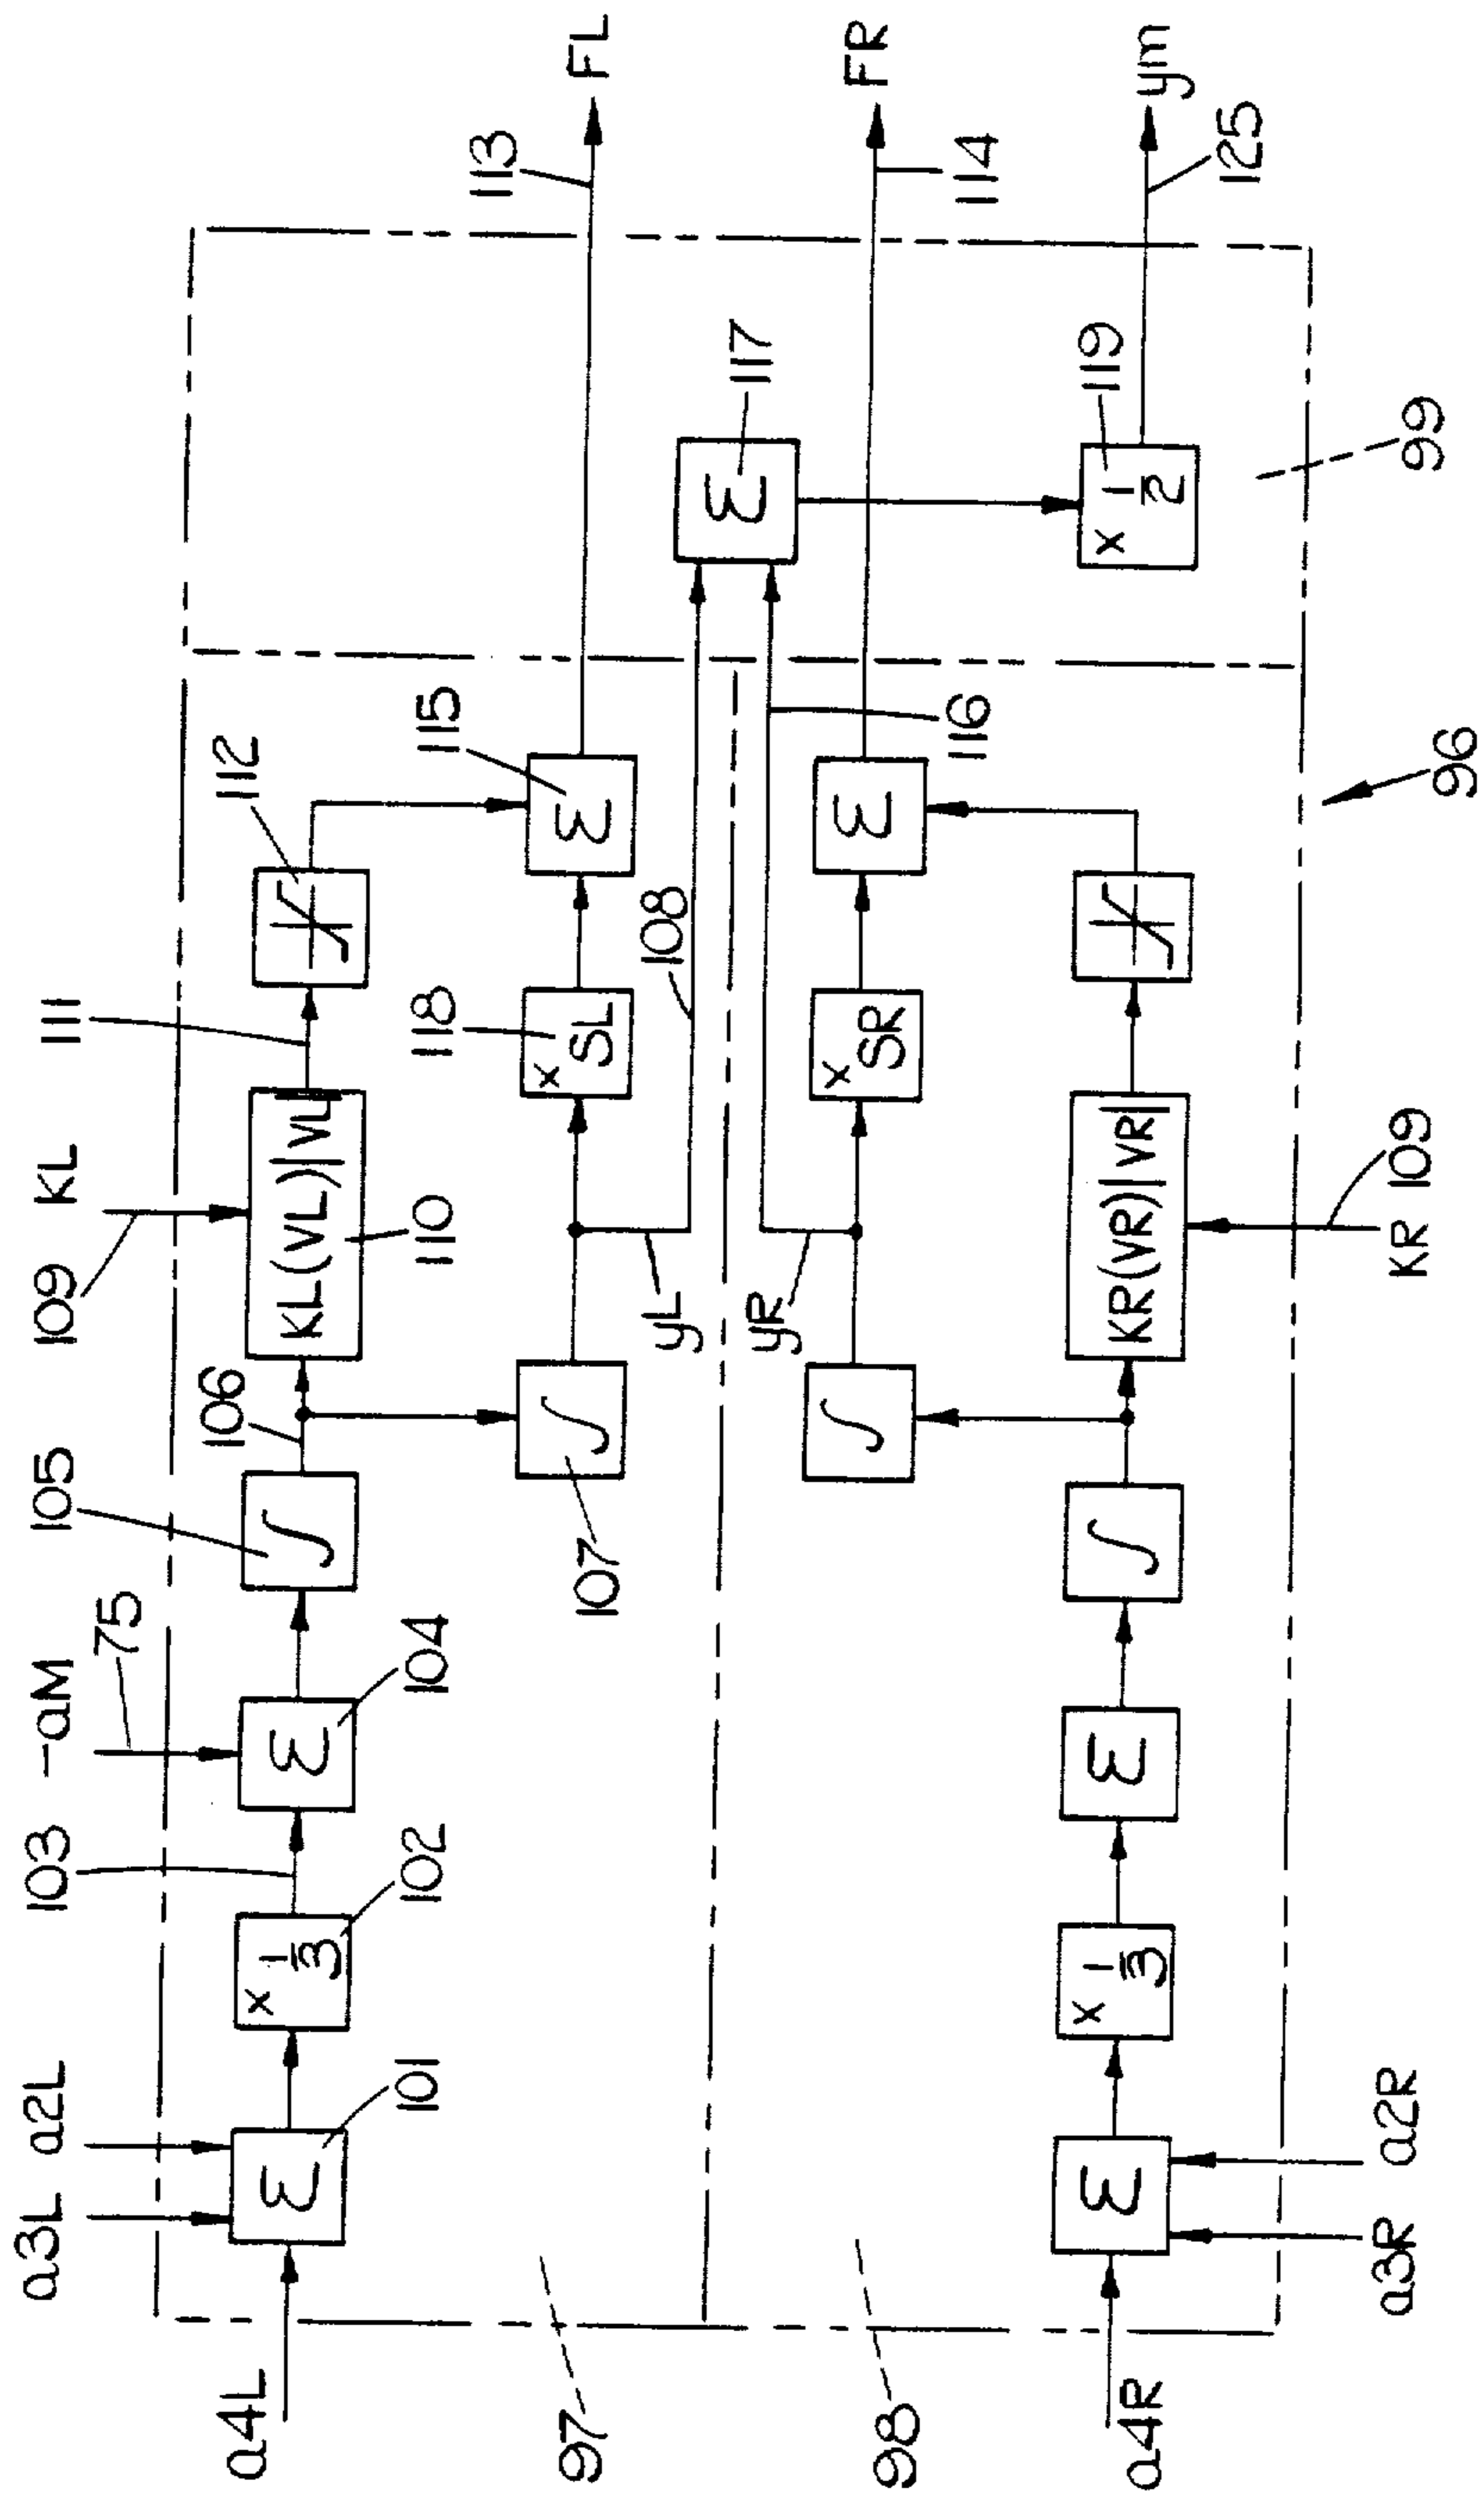 a3L a2L 103 -aM 75 105 109 KL 111
a4L
Σ
101
x 1/3
102
Σ
104
∫
106
KL(VL)|VL|
110
112
97
107
∫
yL
118
x SL
115
Σ
108
113
FL
Σ
117
98
∫
yR
x SR
Σ
116
114
FR
a4R
Σ
x 1/3
Σ
∫
KR(VR)|VR|
x 1/2
119
125
ym
a3R a2R
KR 109
96
99